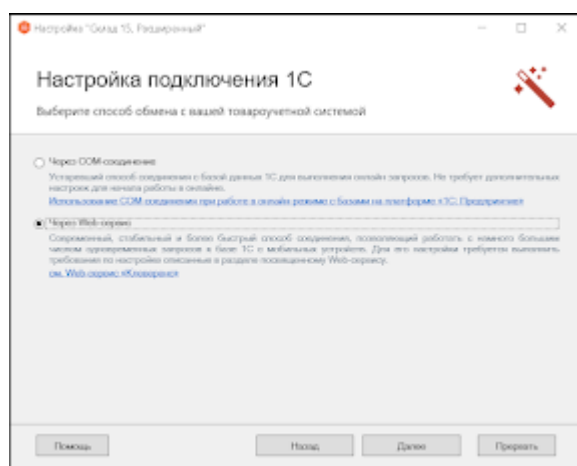 Настройка "Склад 15, Расширенный"
Настройка подключения 1С
Выберите способ обмена с вашей товароучетной системой
Через COM-соединение
Устаревший способ соединения с базой данных 1С для выполнения онлайн запросов. Не требует дополнительных
настроек для начала работы в онлайне.
Использование COM соединения при работе в онлайн режиме с базами на платформе «1С: Предприятие»
Через Web-сервис
Современный, стабильный и более быстрый способ соединения, позволяющий работать с намного большим
числом одновременных запросов к базе 1С с мобильных устройств. Для его настройки требуется выполнить
требования по настройке описанные в разделе посвященному Web-сервису.
см. Web-сервис «Клеверенс»
Помощь
Назад
Далее
Прервать